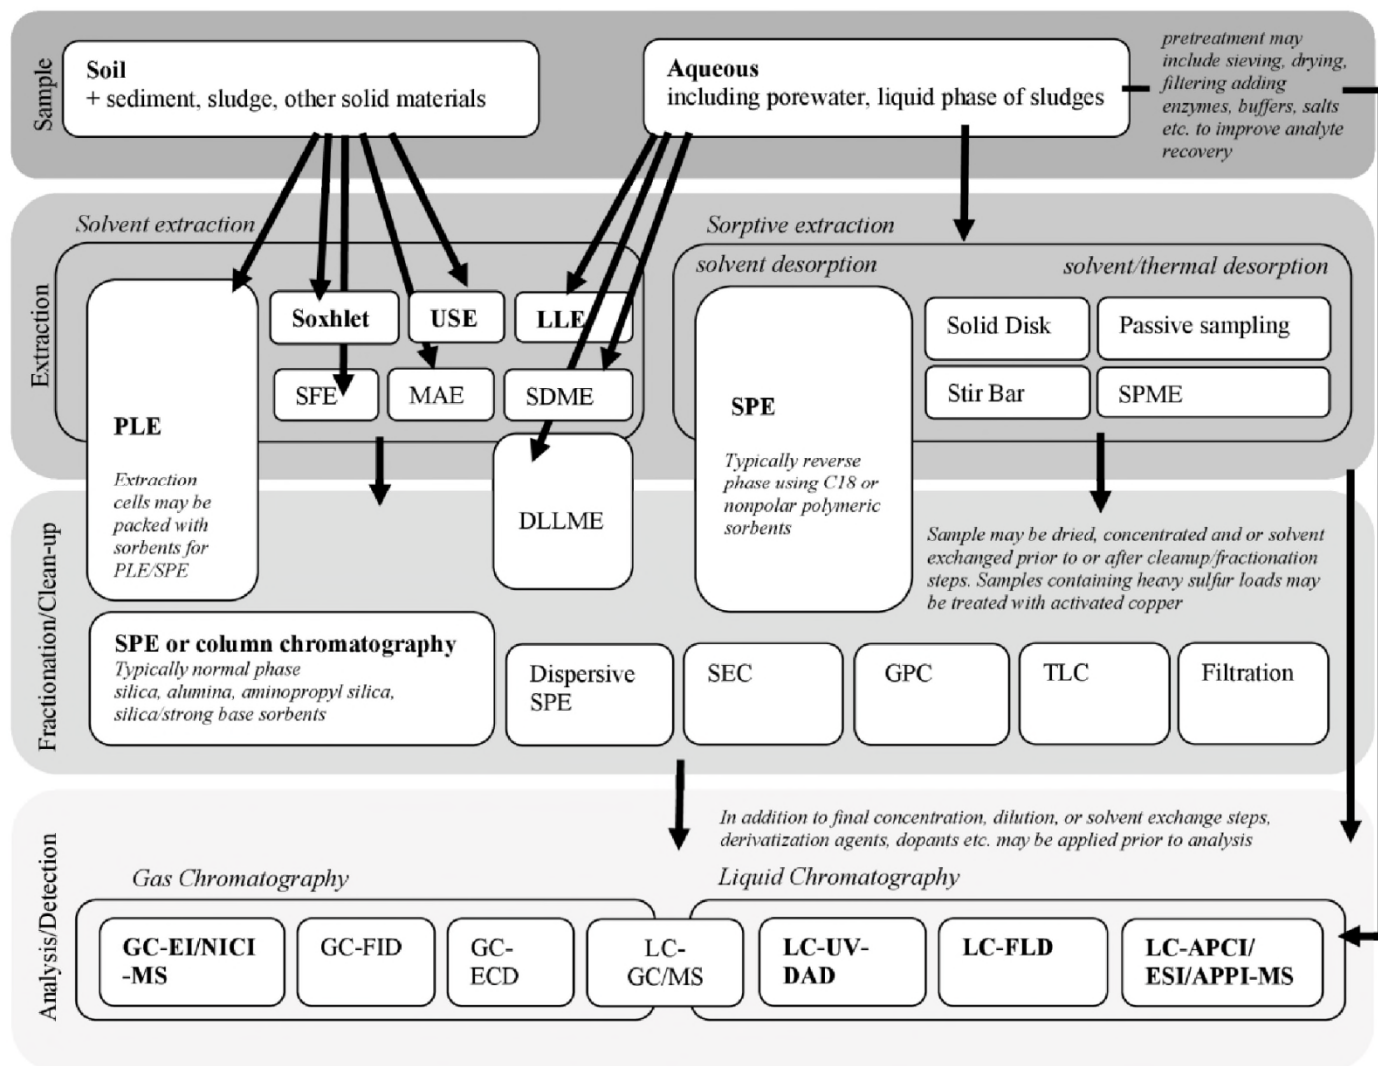 Sample
Soil
+ sediment, sludge, other solid materials
Aqueous
including porewater, liquid phase of sludges
pretreatment may
include sieving, drying,
filtering adding
enzymes, buffers, salts
etc. to improve analyte
recovery
Extraction
Solvent extraction
Sorptive extraction
solvent desorption
solvent/thermal desorption
PLE
Extraction
cells may be
packed with
sorbents for
PLE/SPE
Soxhlet
USE
LLE
SFE
MAE
SDME
DLLME
SPE
Typically reverse
phase using C18 or
nonpolar polymeric
sorbents
Solid Disk
Passive sampling
Stir Bar
SPME
Fractionation/Clean-up
Sample may be dried, concentrated and or solvent
exchanged prior to or after cleanup/fractionation
steps. Samples containing heavy sulfur loads may
be treated with activated copper
SPE or column chromatography
Typically normal phase
silica, alumina, aminopropyl silica,
silica/strong base sorbents
Dispersive
SPE
SEC
GPC
TLC
Filtration
Analysis/Detection
In addition to final concentration, dilution, or solvent exchange steps,
derivatization agents, dopants etc. may be applied prior to analysis
Gas Chromatography
Liquid Chromatography
GC-EI/NICI
-MS
GC-FID
GC-
ECD
LC-
GC/MS
LC-UV-
DAD
LC-FLD
LC-APCI/
ESI/APPI-MS